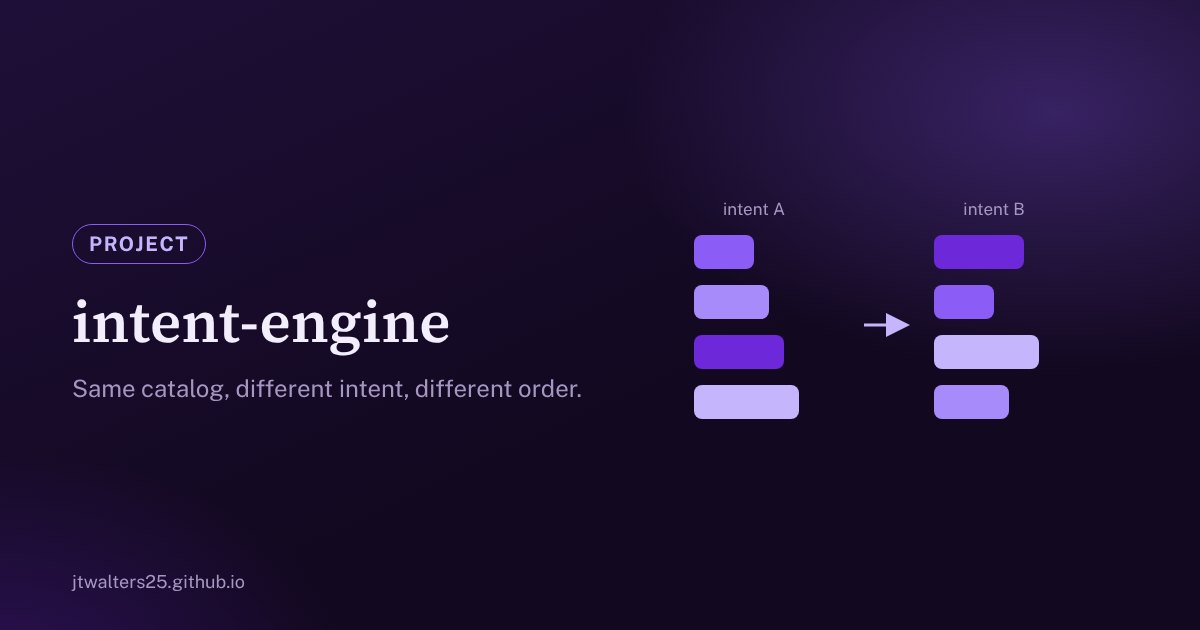 PROJECT
intent-engine
Same catalog, different intent, different order.
intent A
intent B
jtwalters25.github.io